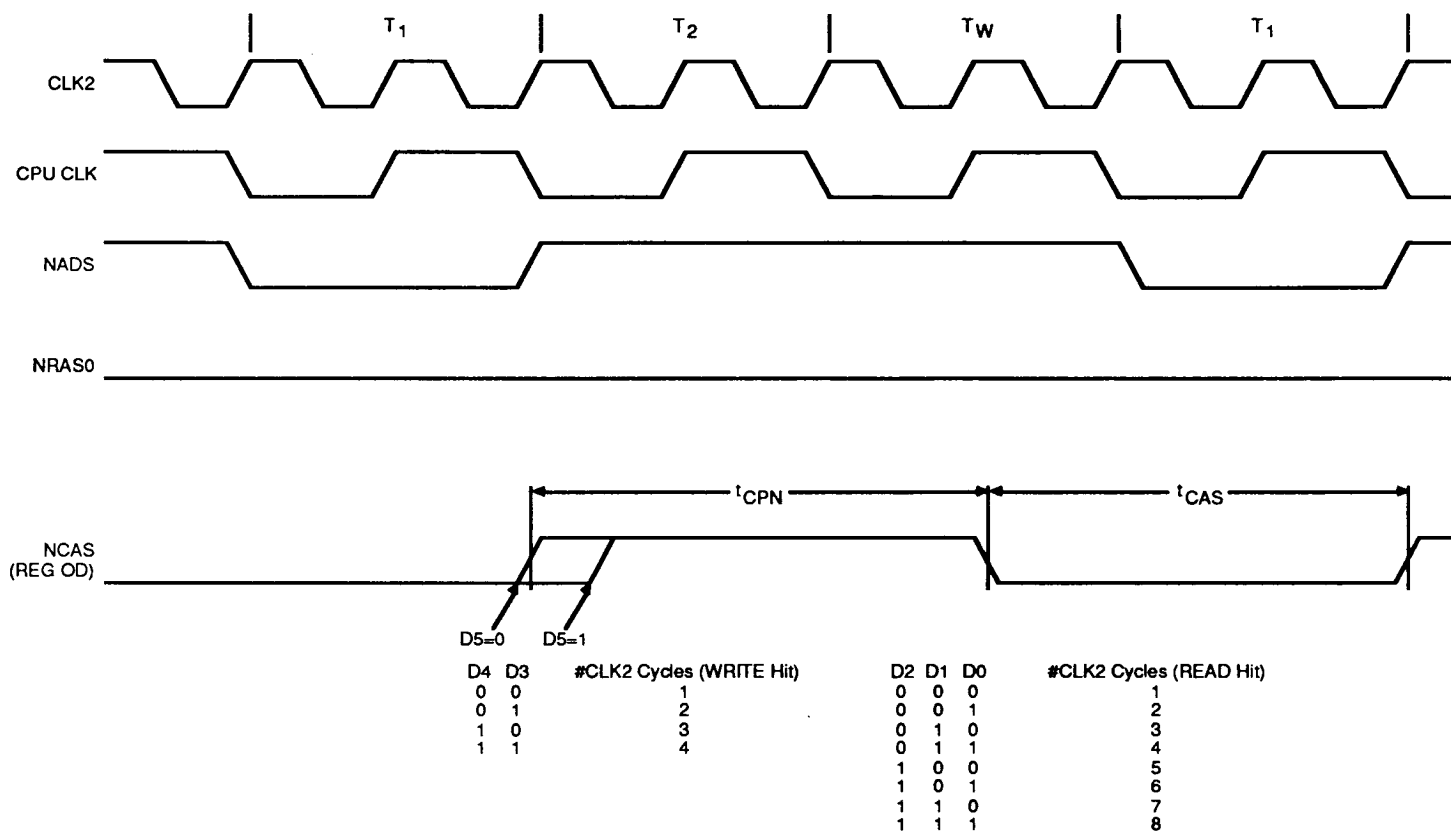 T1 T2 TW T1
CLK2
CPU CLK
NADS
NRAS0
tCPN tCAS
NCAS
(REG OD)
D5=0 D5=1
D4 D3 #CLK2 Cycles (WRITE Hit) D2 D1 D0 #CLK2 Cycles (READ Hit)
0 0 1 0 0 0 1
0 1 2 0 0 1 2
1 0 3 0 1 0 3
1 1 4 0 1 1 4
1 0 0 5
1 0 1 6
1 1 0 7
1 1 1 8